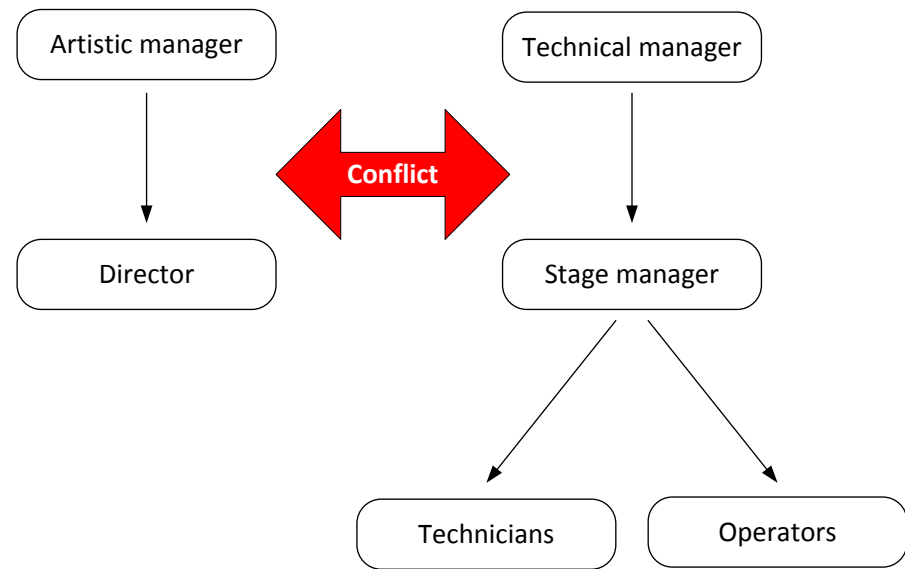 Artistic manager
Technical manager
Conflict
Director
Stage manager
Technicians
Operators